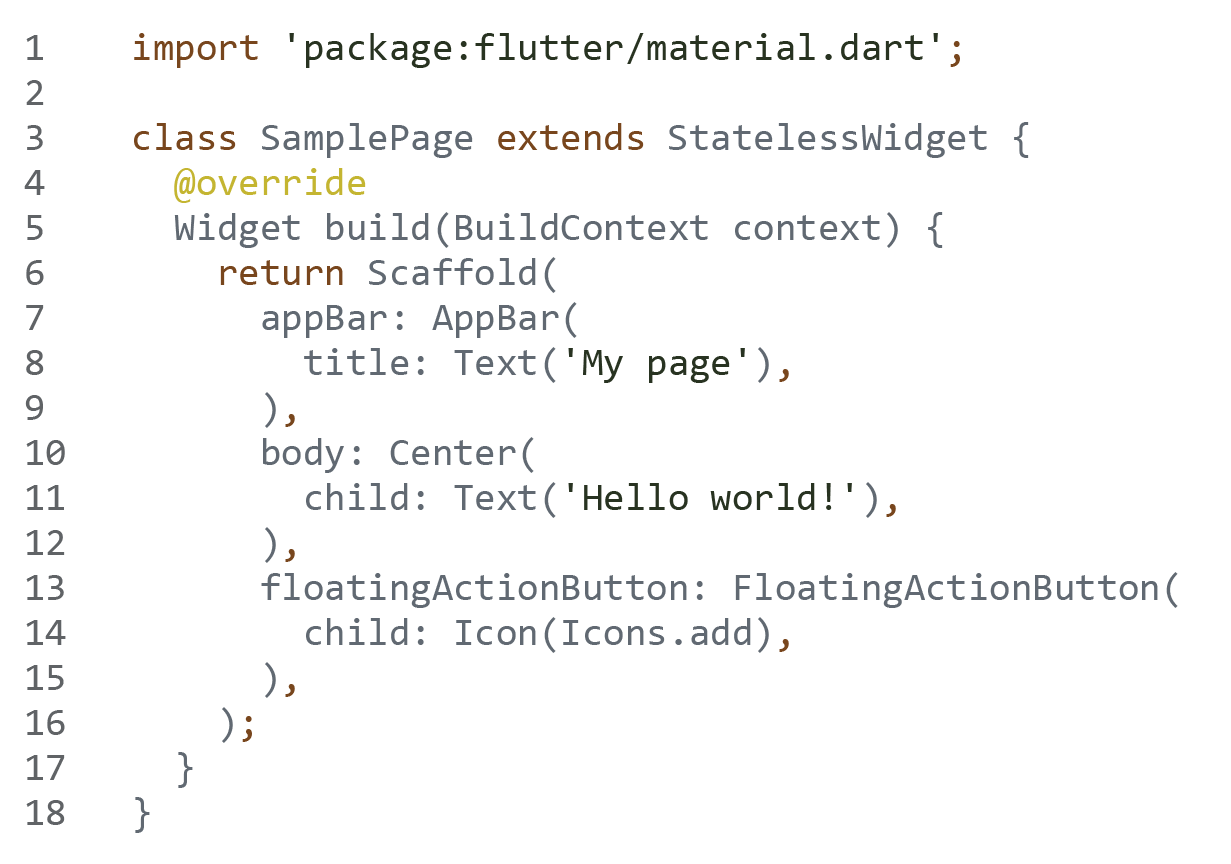 1 import 'package:flutter/material.dart';
2
3 class SamplePage extends StatelessWidget {
4   @override
5   Widget build(BuildContext context) {
6     return Scaffold(
7       appBar: AppBar(
8         title: Text('My page'),
9       ),
10       body: Center(
11         child: Text('Hello world!'),
12       ),
13       floatingActionButton: FloatingActionButton(
14         child: Icon(Icons.add),
15       ),
16     );
17   }
18 }